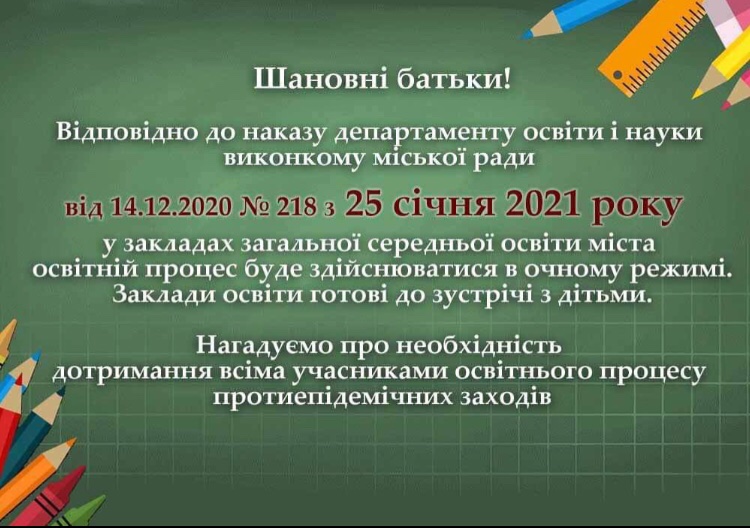 Шановні батьки!
Відповідно до наказу департаменту освіти і науки
виконкому міської ради
від 14.12.2020 № 218 з 25 січня 2021 року
у закладах загальної середньої освіти міста
освітній процес буде здійснюватися в очному режимі.
Заклади освіти готові до зустрічі з дітьми.
Нагадуємо про необхідність
дотримання всіма учасниками освітнього процесу
протиепідемічних заходів